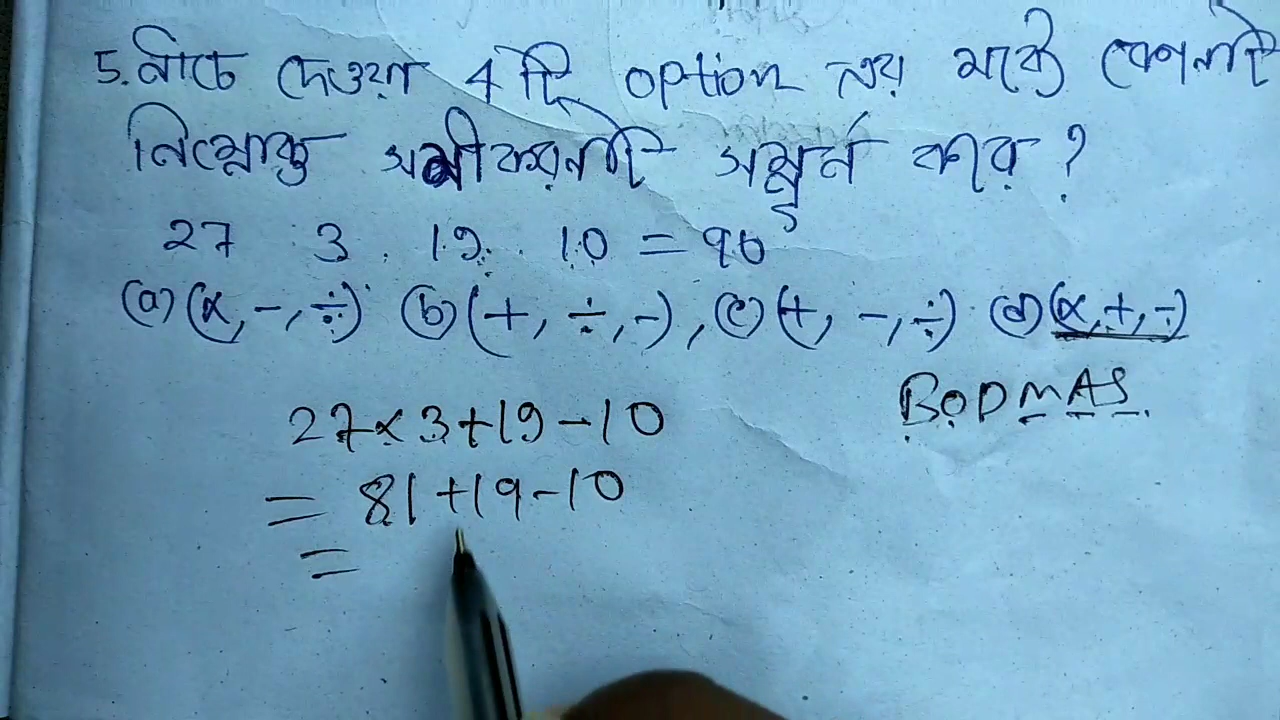 5. নীচে দেওয়া 4টি option এর মধ্যে কোনটি
নিম্নোক্ত সমীকরনটি সম্পূর্ন করে ?
27 3 19 10 = 90
(a) (×, -, ÷) (b) (+, ÷, -), (c) (+, -, ÷) (d) (×, +, -)
BODMAS
27 × 3 + 19 - 10
= 81 + 19 - 10
=